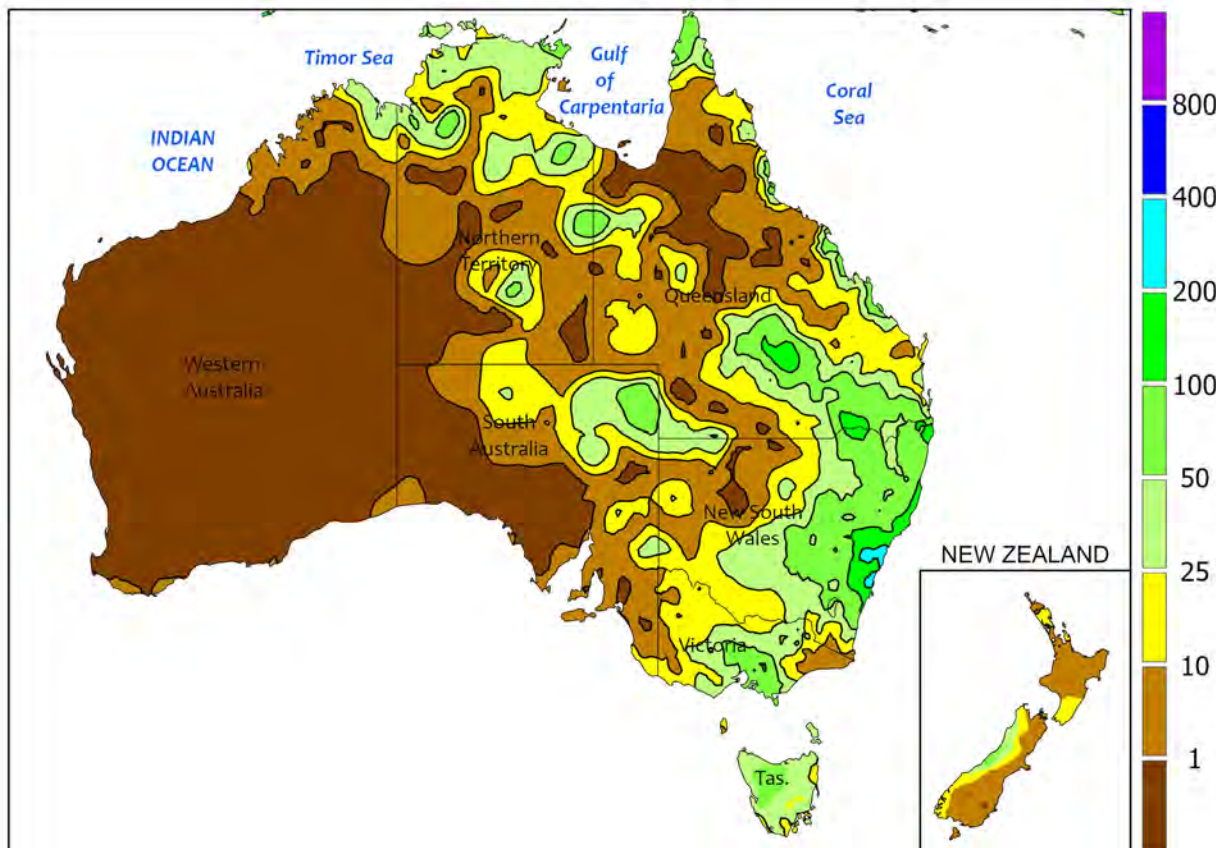 Timor Sea
Gulf
of
Carpentaria
Coral
Sea
INDIAN
OCEAN
Northern
Territory
Queensland
Western
Australia
South
Australia
New South
Wales
Victoria
Tas.
NEW ZEALAND
800
400
200
100
50
25
10
1